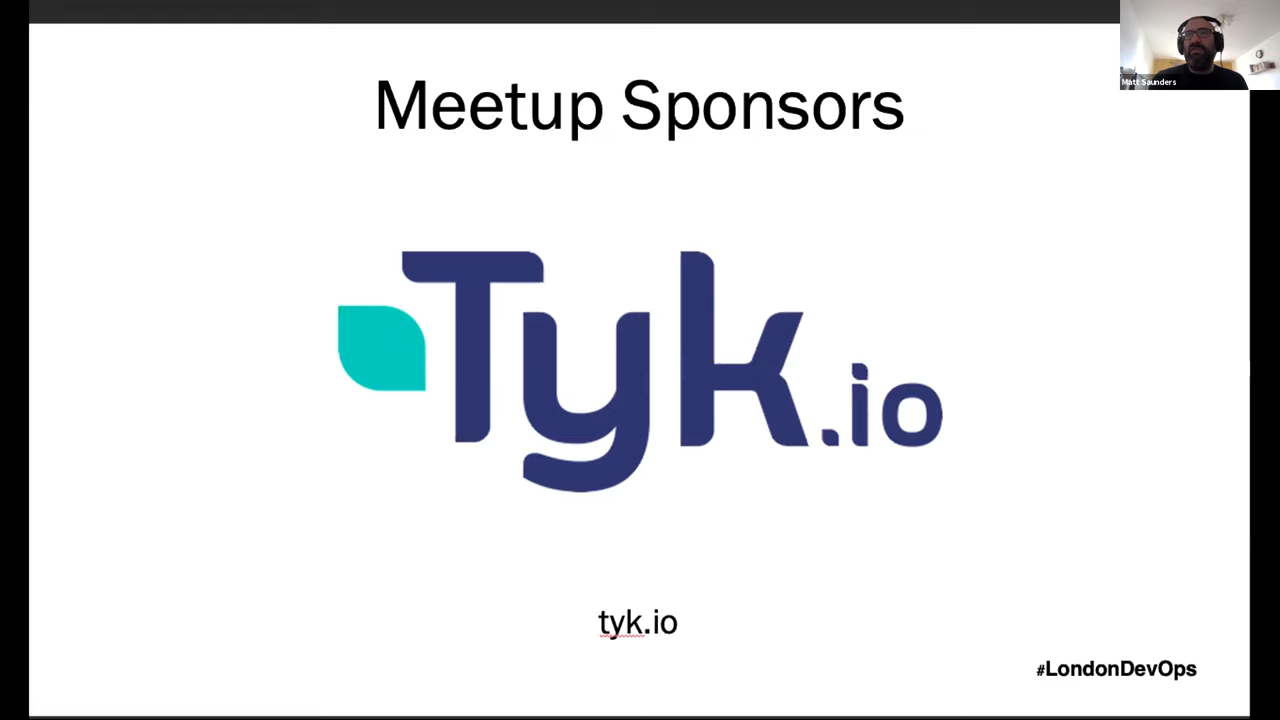 Meetup Sponsors
Matt Saunders
Tyk.io
tyk.io
#LondonDevOps